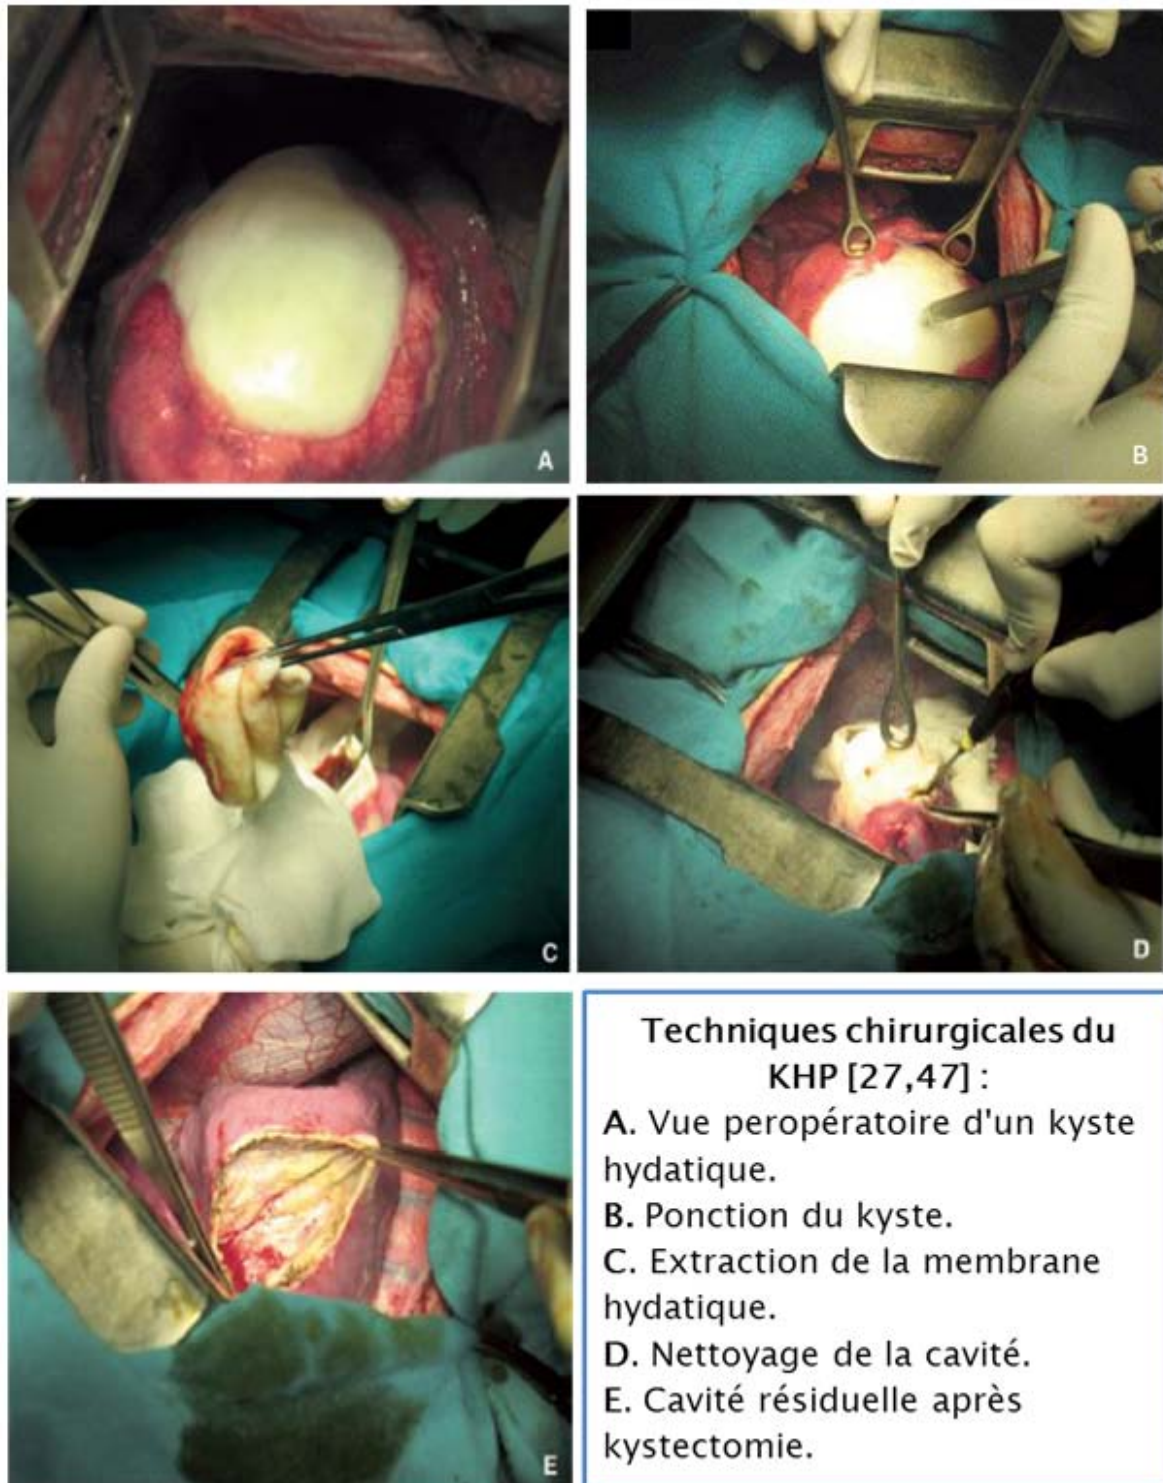 A
B
C
D
E
Techniques chirurgicales du
KHP [27,47] :
A. Vue peropératoire d'un kyste
hydatique.
B. Ponction du kyste.
C. Extraction de la membrane
hydatique.
D. Nettoyage de la cavité.
E. Cavité résiduelle après
kystectomie.